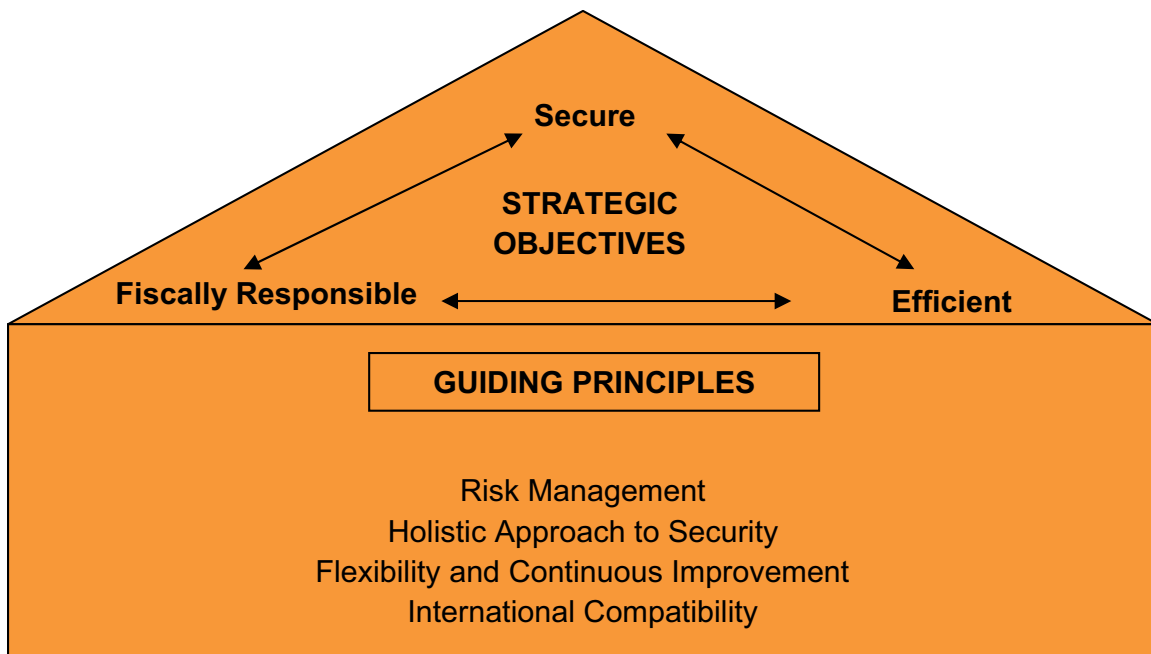 Secure
STRATEGIC
OBJECTIVES
Fiscally Responsible
Efficient
GUIDING PRINCIPLES
Risk Management
Holistic Approach to Security
Flexibility and Continuous Improvement
International Compatibility